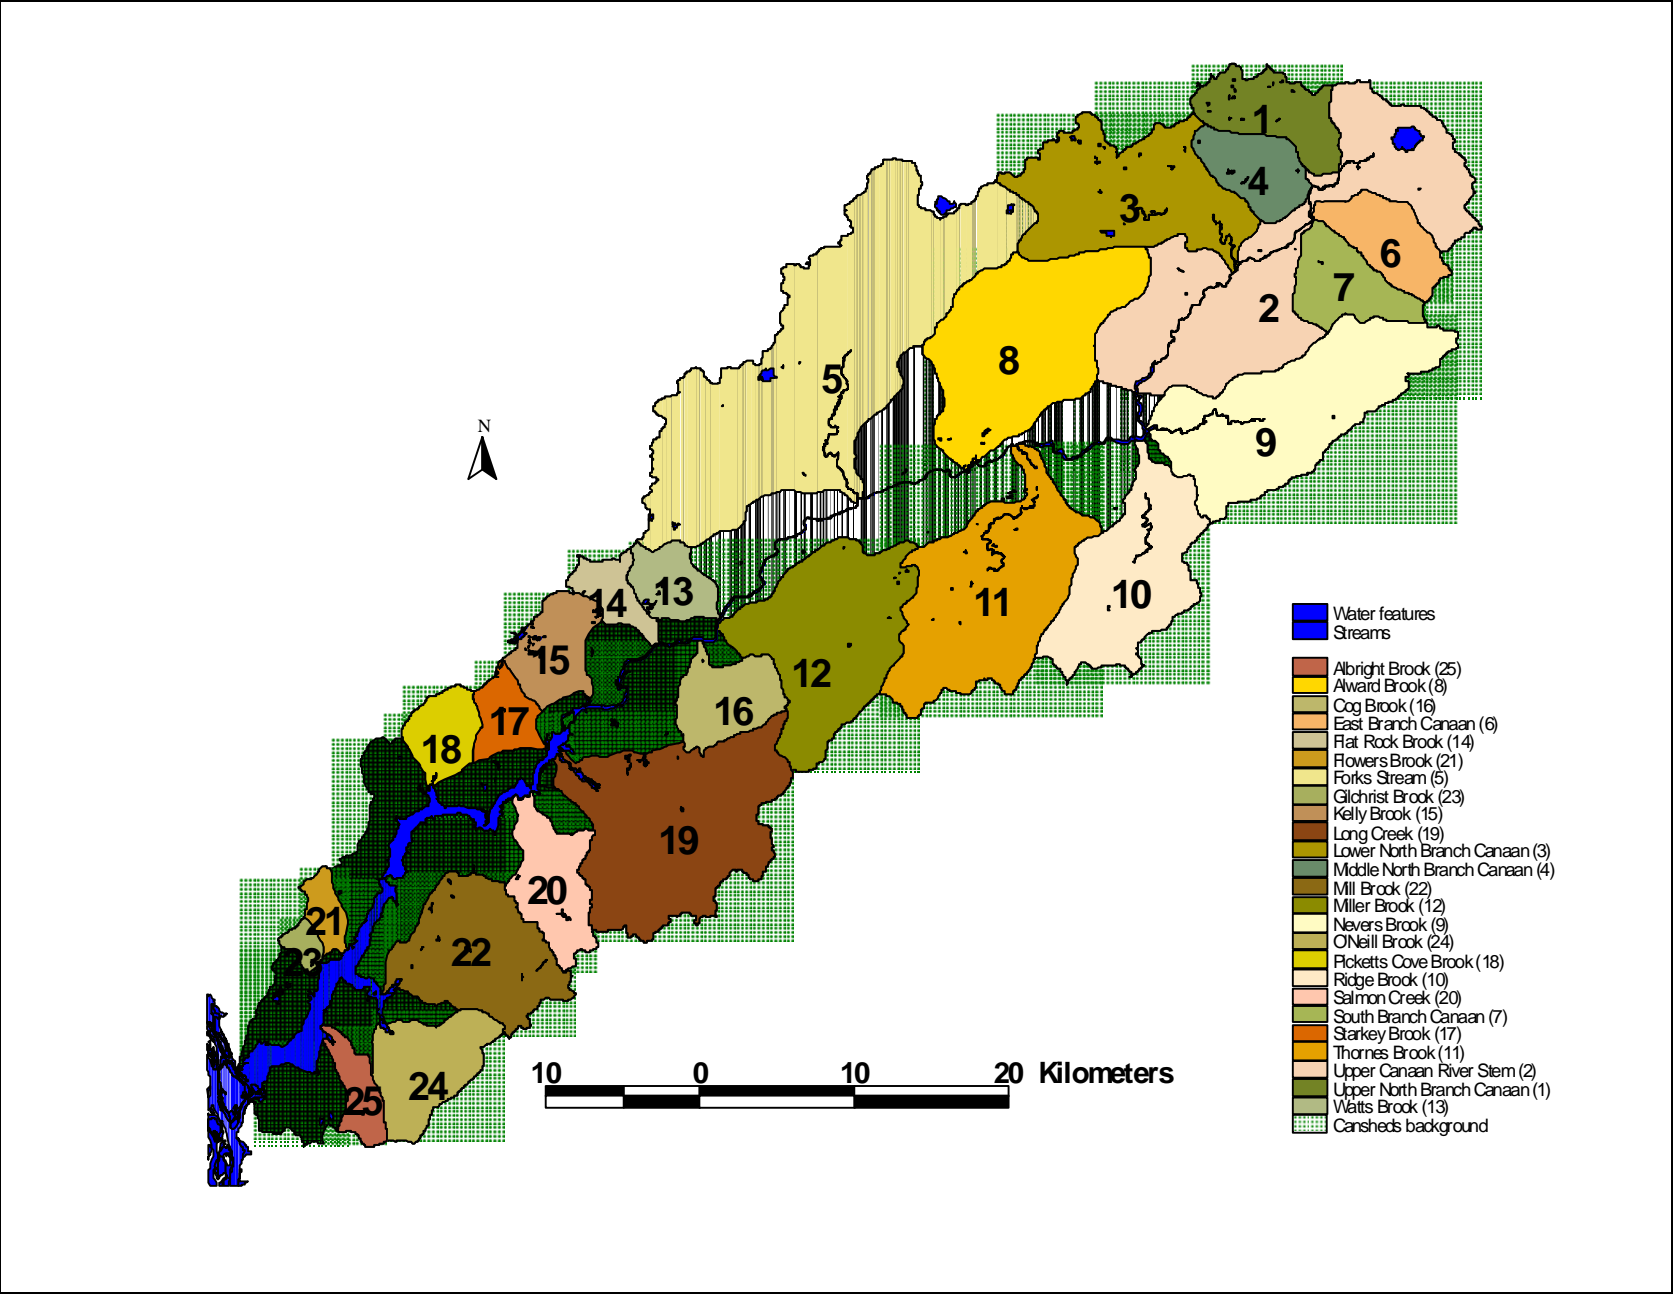 1
4
3
6
7
2
8
5
N
9
13
14
11
10
15
12
16
17
18
19
20
21
22
23
25
24
10 0 10 20 Kilometers
Water features
Streams
Albright Brook (25)
Alward Brook (8)
Cog Brook (16)
East Branch Canaan (6)
Flat Rock Brook (14)
Flowers Brook (21)
Forks Stream (5)
Gilchrist Brook (23)
Kelly Brook (15)
Long Creek (19)
Lower North Branch Canaan (3)
Middle North Branch Canaan (4)
Mill Brook (22)
Miller Brook (12)
Nevers Brook (9)
O'Neill Brook (24)
Picketts Cove Brook (18)
Ridge Brook (10)
Salmon Creek (20)
South Branch Canaan (7)
Starkey Brook (17)
Thornes Brook (11)
Upper Canaan River Stem (2)
Upper North Branch Canaan (1)
Watts Brook (13)
Cansheds background